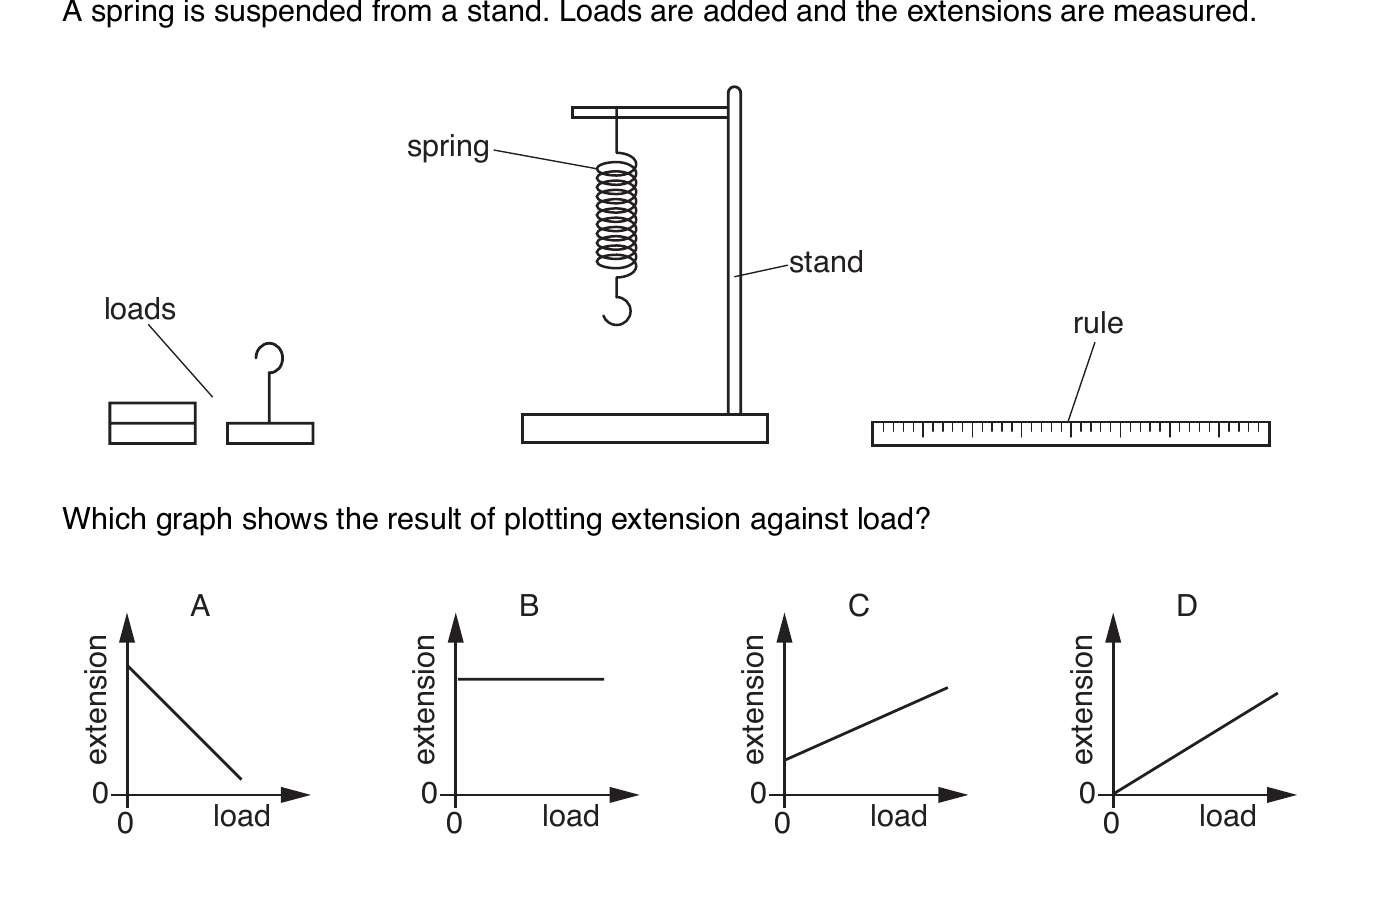 A spring is suspended from a stand. Loads are added and the extensions are measured.
spring
stand
loads
rule
Which graph shows the result of plotting extension against load?
A
extension
0
0
load
B
extension
0
0
load
C
extension
0
0
load
D
extension
0
0
load